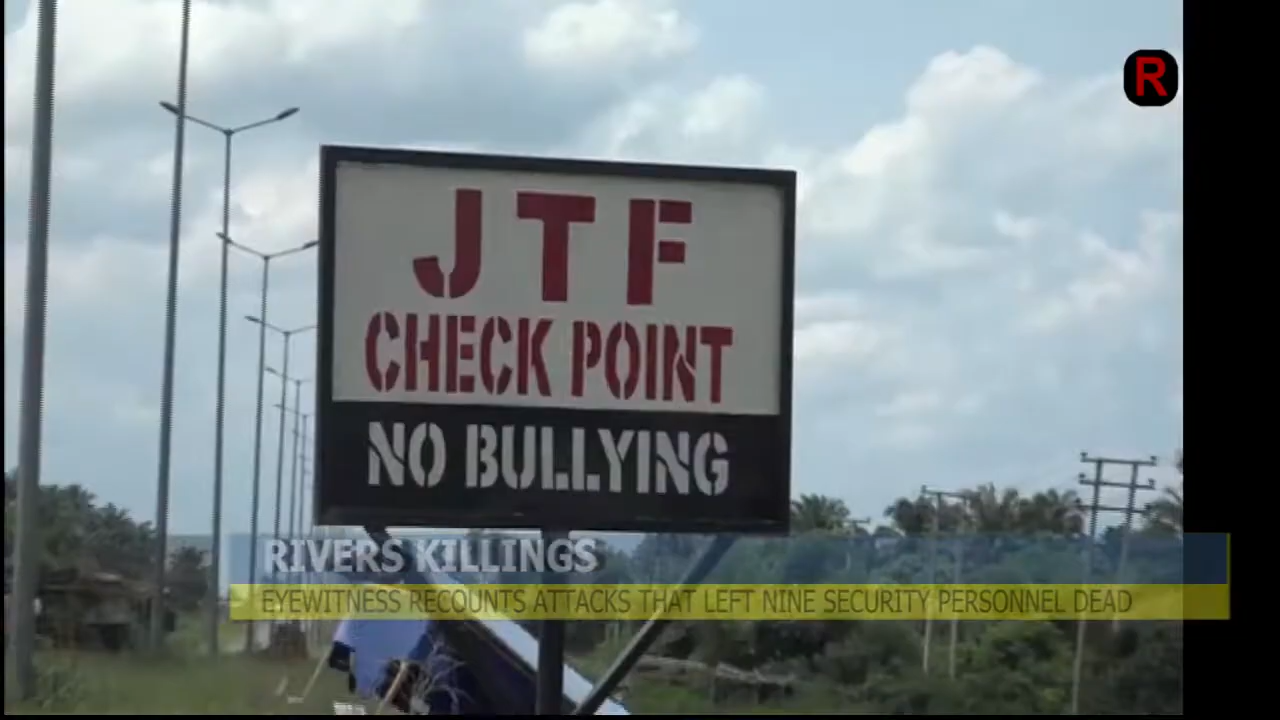 R
JTF
CHECK POINT
NO BULLYING
RIVERS KILLINGS
EYEWITNESS RECOUNTS ATTACKS THAT LEFT NINE SECURITY PERSONNEL DEAD